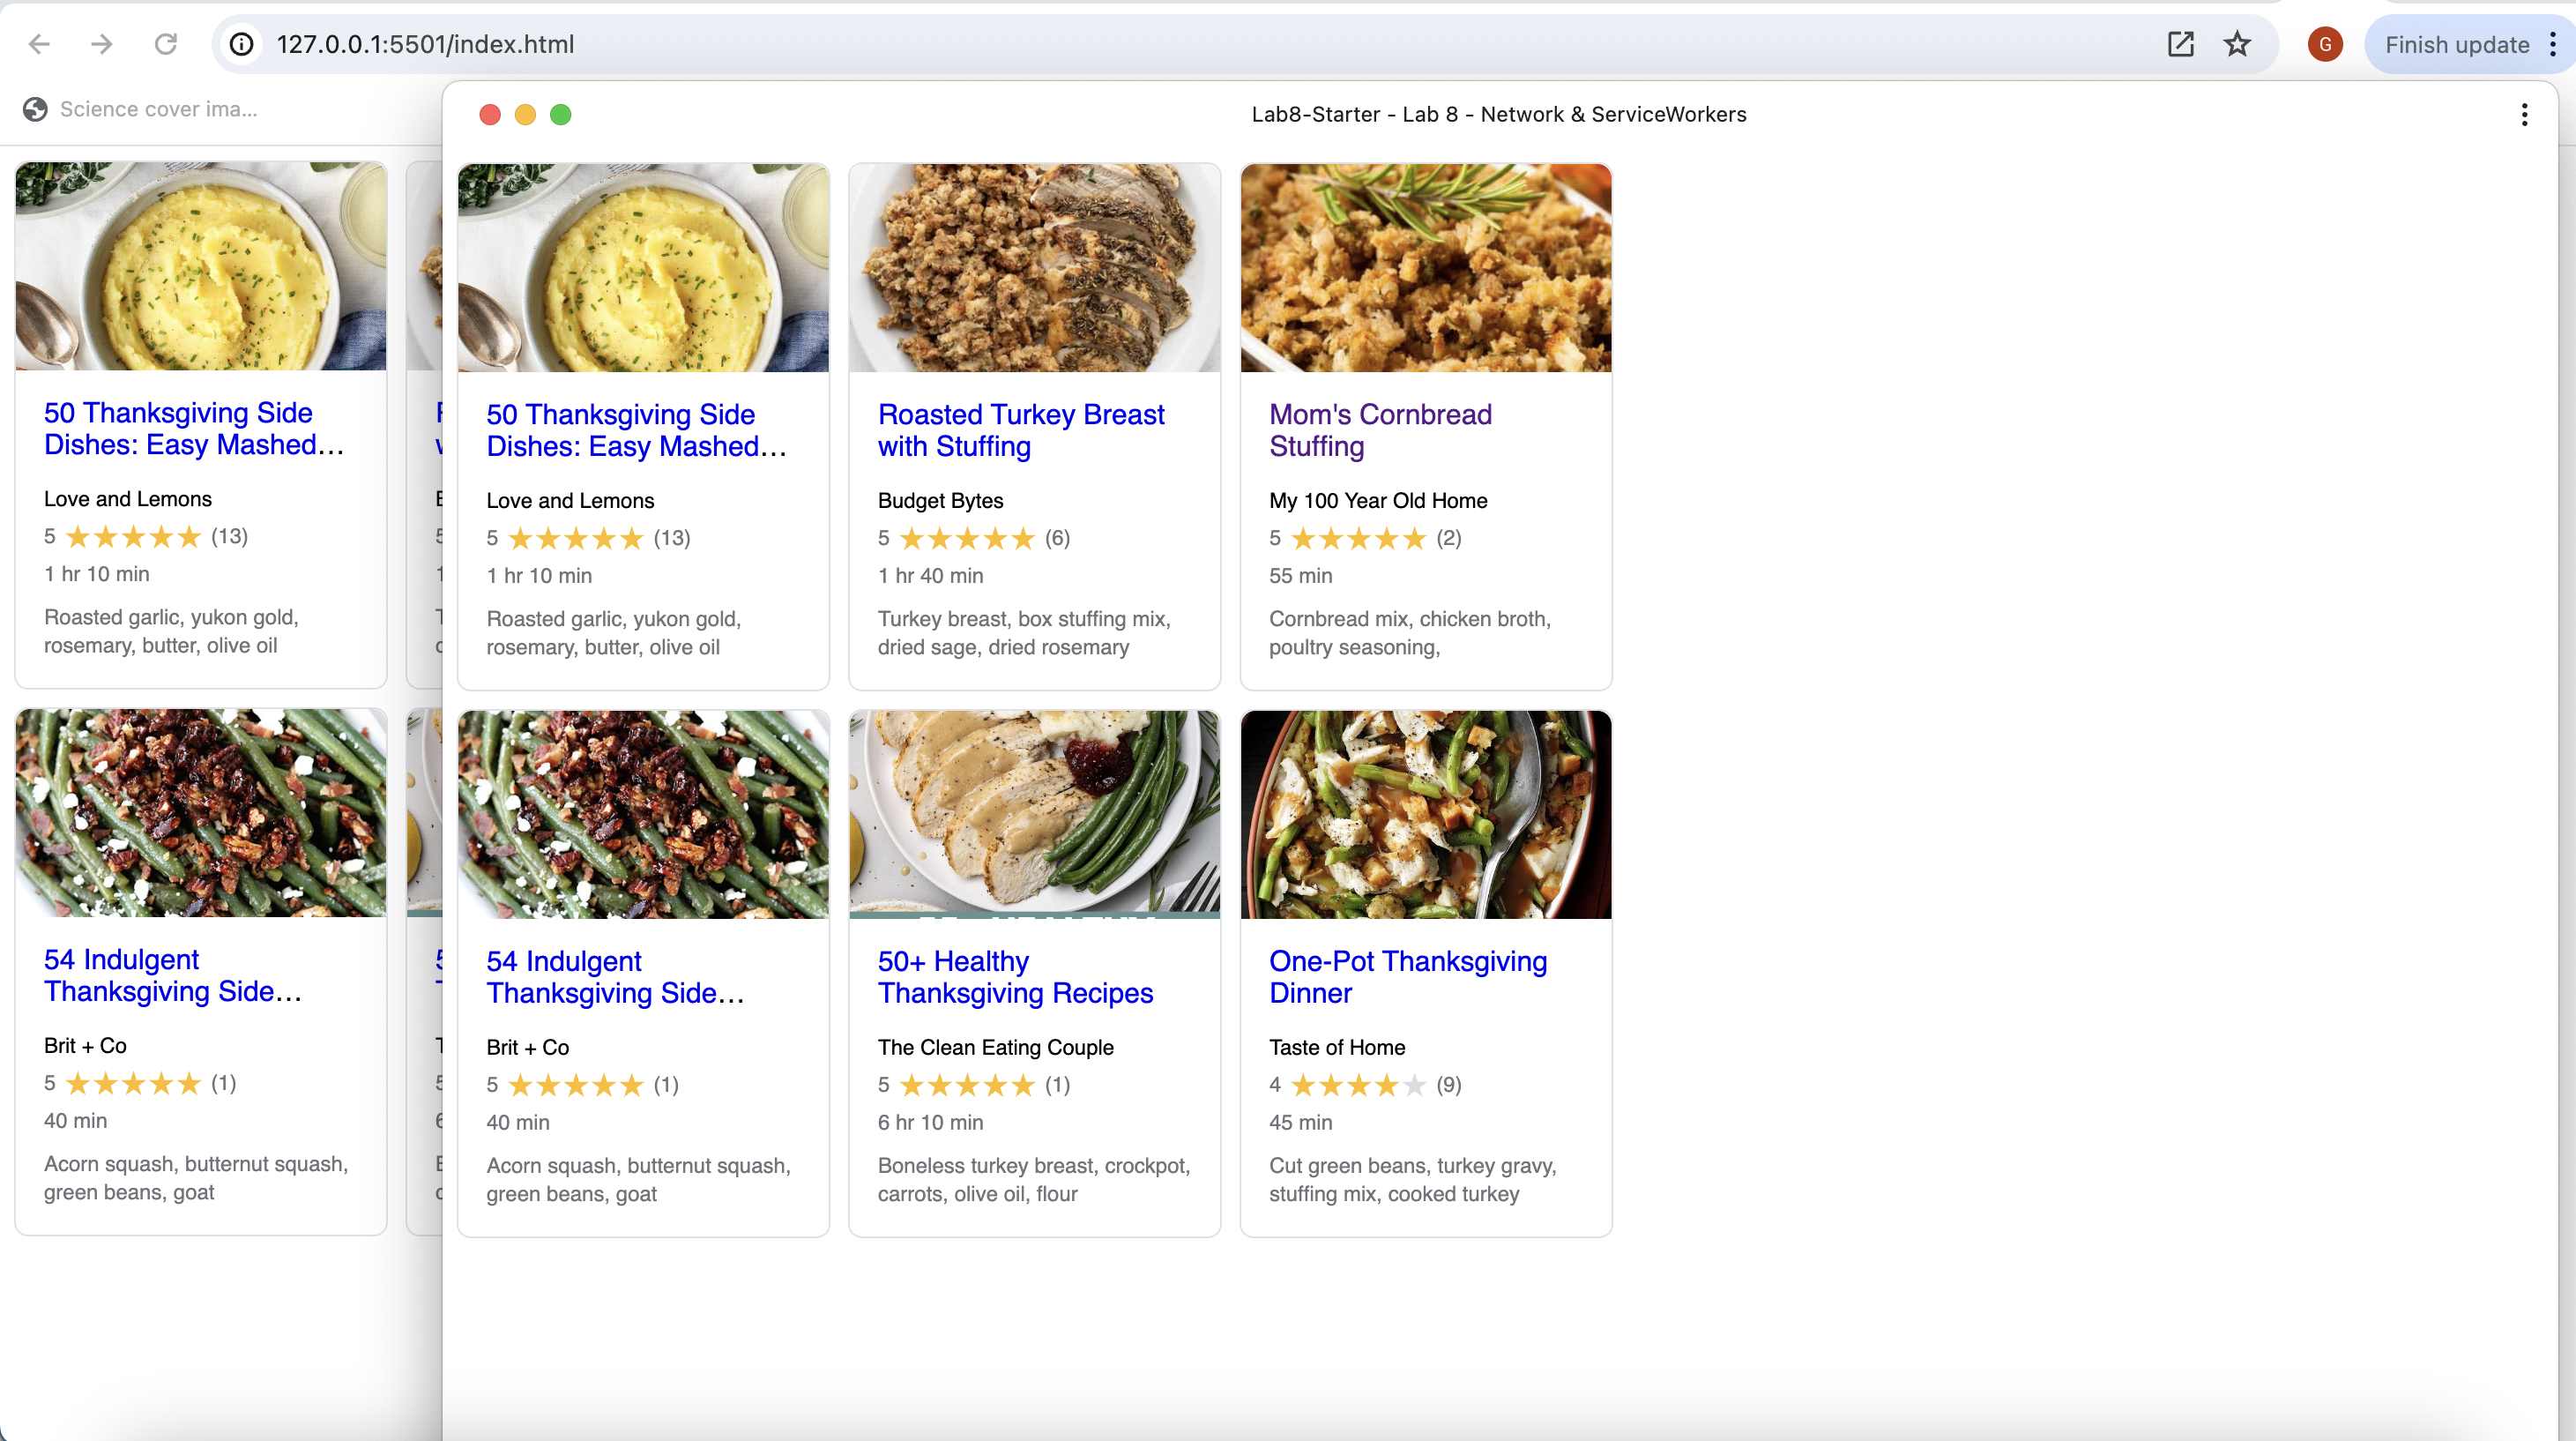 127.0.0.1:5501/index.html
G
Finish update
Science cover ima...
Lab8-Starter - Lab 8 - Network & ServiceWorkers
50 Thanksgiving Side
Dishes: Easy Mashed...
Love and Lemons
5 ★★★★★ (13)
1 hr 10 min
Roasted garlic, yukon gold,
rosemary, butter, olive oil
54 Indulgent
Thanksgiving Side...
Brit + Co
5 ★★★★★ (1)
40 min
Acorn squash, butternut squash,
green beans, goat
50 Thanksgiving Side
Dishes: Easy Mashed...
Love and Lemons
5 ★★★★★ (13)
1 hr 10 min
Roasted garlic, yukon gold,
rosemary, butter, olive oil
Roasted Turkey Breast
with Stuffing
Budget Bytes
5 ★★★★★ (6)
1 hr 40 min
Turkey breast, box stuffing mix,
dried sage, dried rosemary
Mom's Cornbread
Stuffing
My 100 Year Old Home
5 ★★★★★ (2)
55 min
Cornbread mix, chicken broth,
poultry seasoning,
54 Indulgent
Thanksgiving Side...
Brit + Co
5 ★★★★★ (1)
40 min
Acorn squash, butternut squash,
green beans, goat
50+ Healthy
Thanksgiving Recipes
The Clean Eating Couple
5 ★★★★★ (1)
6 hr 10 min
Boneless turkey breast, crockpot,
carrots, olive oil, flour
One-Pot Thanksgiving
Dinner
Taste of Home
4 ★★★★★ (9)
45 min
Cut green beans, turkey gravy,
stuffing mix, cooked turkey